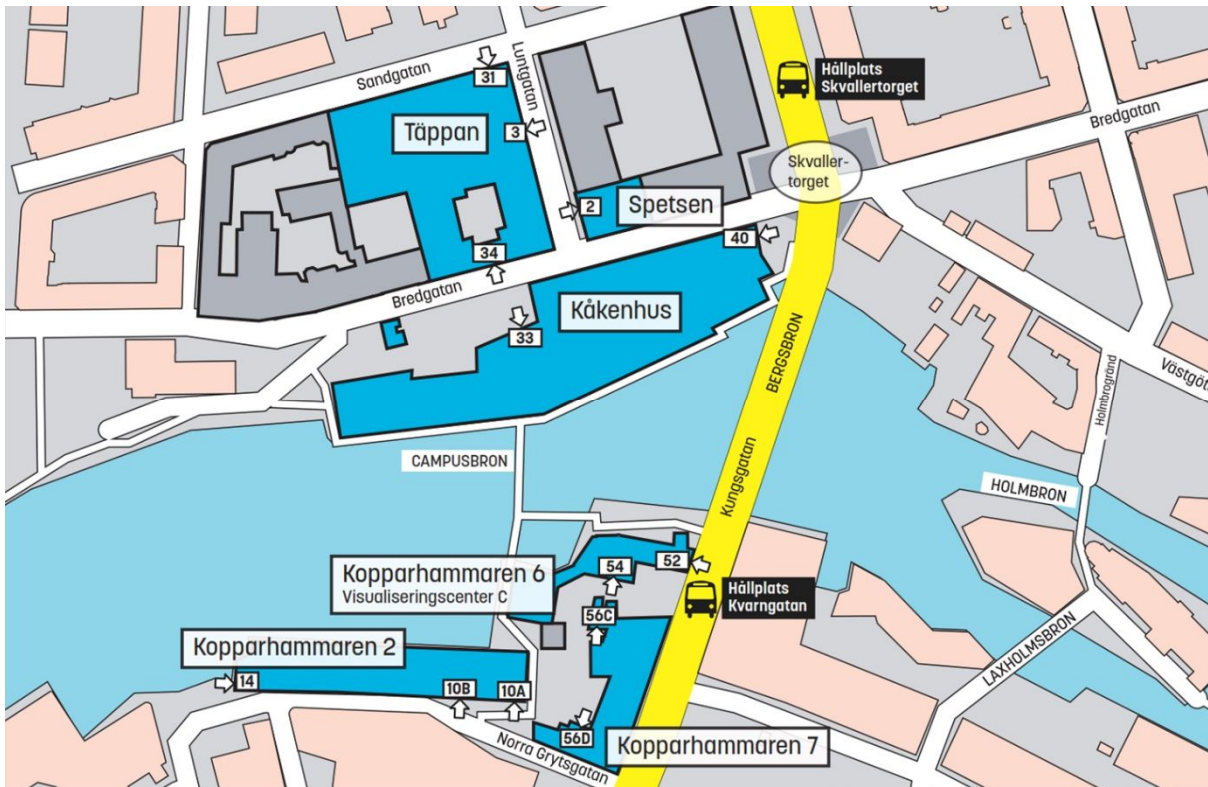 Sandgatan
31
Luntgatan
Hållplats
Skvallertorget
Täppan
3
Bredgatan
Skvaller-
torget
2
Spetsen
40
34
Bredgatan
Kåkenhus
33
BERGSBRON
Västgöt
Holmbrogränd
CAMPUSBRON
HOLMBRON
Kungsgatan
Kopparhammaren 6
Visualiseringscenter C
54
52
Hållplats
Kvarngatan
56C
Kopparhammaren 2
LAXHOLMSBRON
14
10B
10A
56D
Kopparhammaren 7
Norra Grytsgatan